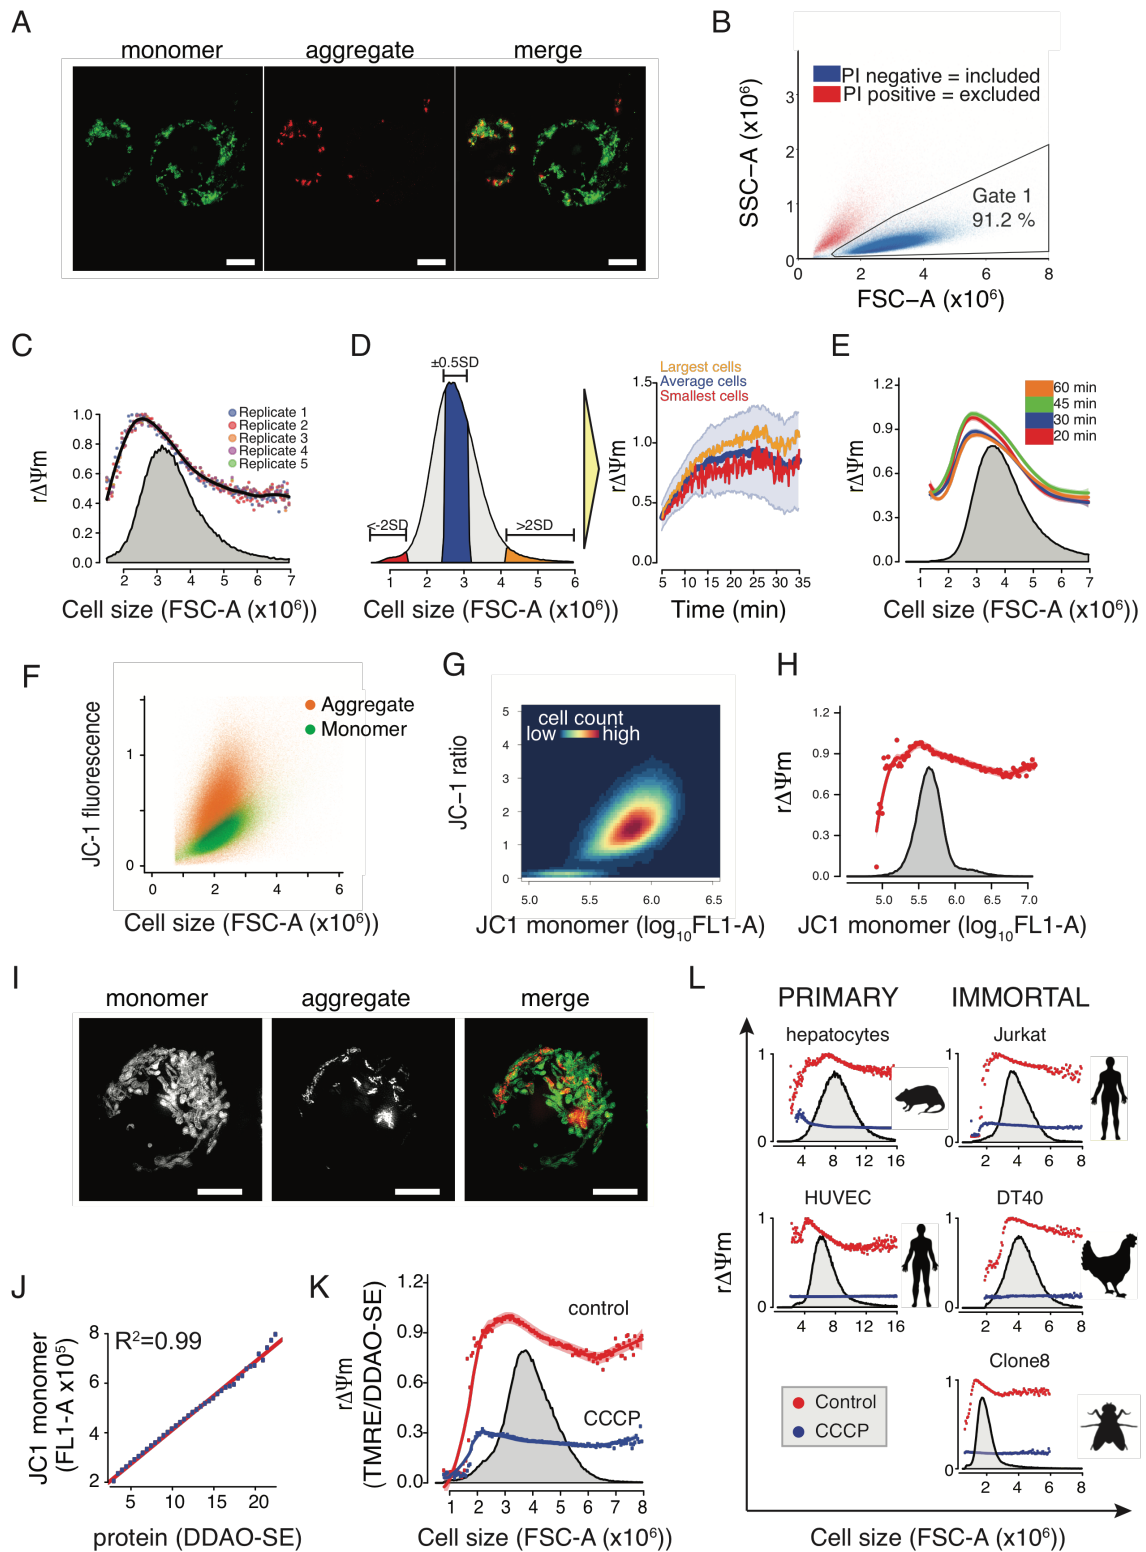 A
monomer
aggregate
merge
B
SSC–A (x10⁶)
3
2
1
0
PI negative = included
PI positive = excluded
Gate 1
91.2 %
0 2 4 6 8
FSC–A (x10⁶)
C
rΔΨm
1.0
0.8
0.6
0.4
0.2
0.0
Replicate 1
Replicate 2
Replicate 3
Replicate 4
Replicate 5
2 3 4 5 6 7
Cell size (FSC-A (x10⁶))
D
±0.5SD
<-2SD
>2SD
1 2 3 4 5 6
Cell size (FSC-A (x10⁶))
Largest cells
Average cells
Smallest cells
rΔΨm
1.5
1.0
0.5
0.0
5 10 15 20 25 30 35
Time (min)
E
rΔΨm
1.2
0.9
0.6
0.3
0.0
60 min
45 min
30 min
20 min
1 2 3 4 5 6 7
Cell size (FSC-A (x10⁶))
F
JC-1 fluorescence
1
0
Aggregate
Monomer
0 2 4 6
Cell size (FSC-A (x10⁶))
G
JC–1 ratio
5
4
3
2
1
0
cell count
low high
5.0 5.5 6.0 6.5
JC1 monomer (log₁₀FL1-A)
H
rΔΨm
1.2
0.9
0.6
0.3
0.0
5.0 5.5 6.0 6.5 7.0
JC1 monomer (log₁₀FL1-A)
I
monomer
aggregate
merge
J
JC1 monomer
(FL1-A x10⁵)
8
6
4
2
R²=0.99
5 10 15 20
protein (DDAO-SE)
K
rΔΨm
(TMRE/DDAO-SE)
1.2
0.9
0.6
0.3
0.0
control
CCCP
1 2 3 4 5 6 7 8
Cell size (FSC-A (x10⁶))
L
PRIMARY
IMMORTAL
rΔΨm
hepatocytes
1
0
4 8 12 16
Jurkat
1
0
2 4 6 8
HUVEC
1
0
4 8 12 16
DT40
1
0
2 4 6 8
Clone8
1
0
2 4 6 8
Control
CCCP
Cell size (FSC-A (x10⁶))